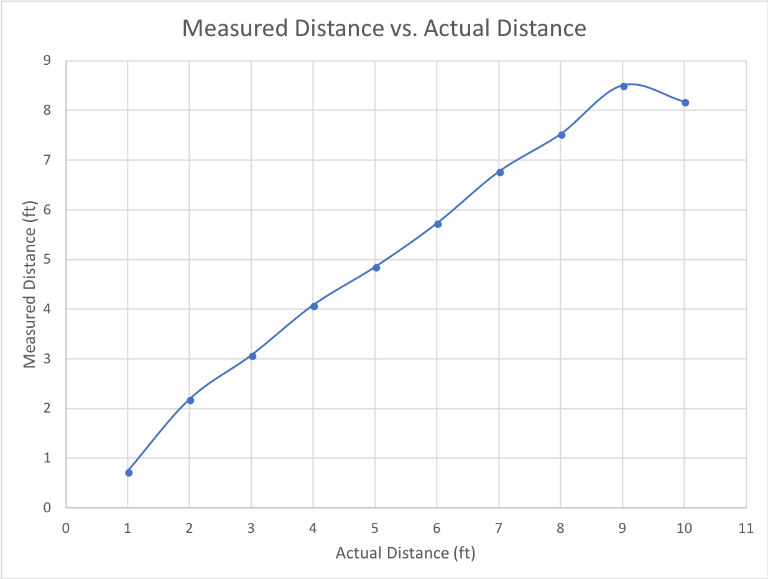 Measured Distance vs. Actual Distance
9
8
7
6
5
4
3
2
1
0
Measured Distance (ft)
0 1 2 3 4 5 6 7 8 9 10 11
Actual Distance (ft)